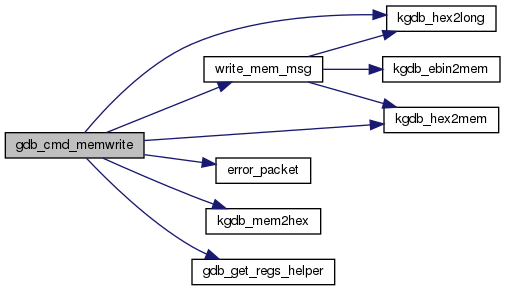 kgdb_hex2long
write_mem_msg
kgdb_ebin2mem
kgdb_hex2mem
gdb_cmd_memwrite
error_packet
kgdb_mem2hex
gdb_get_regs_helper